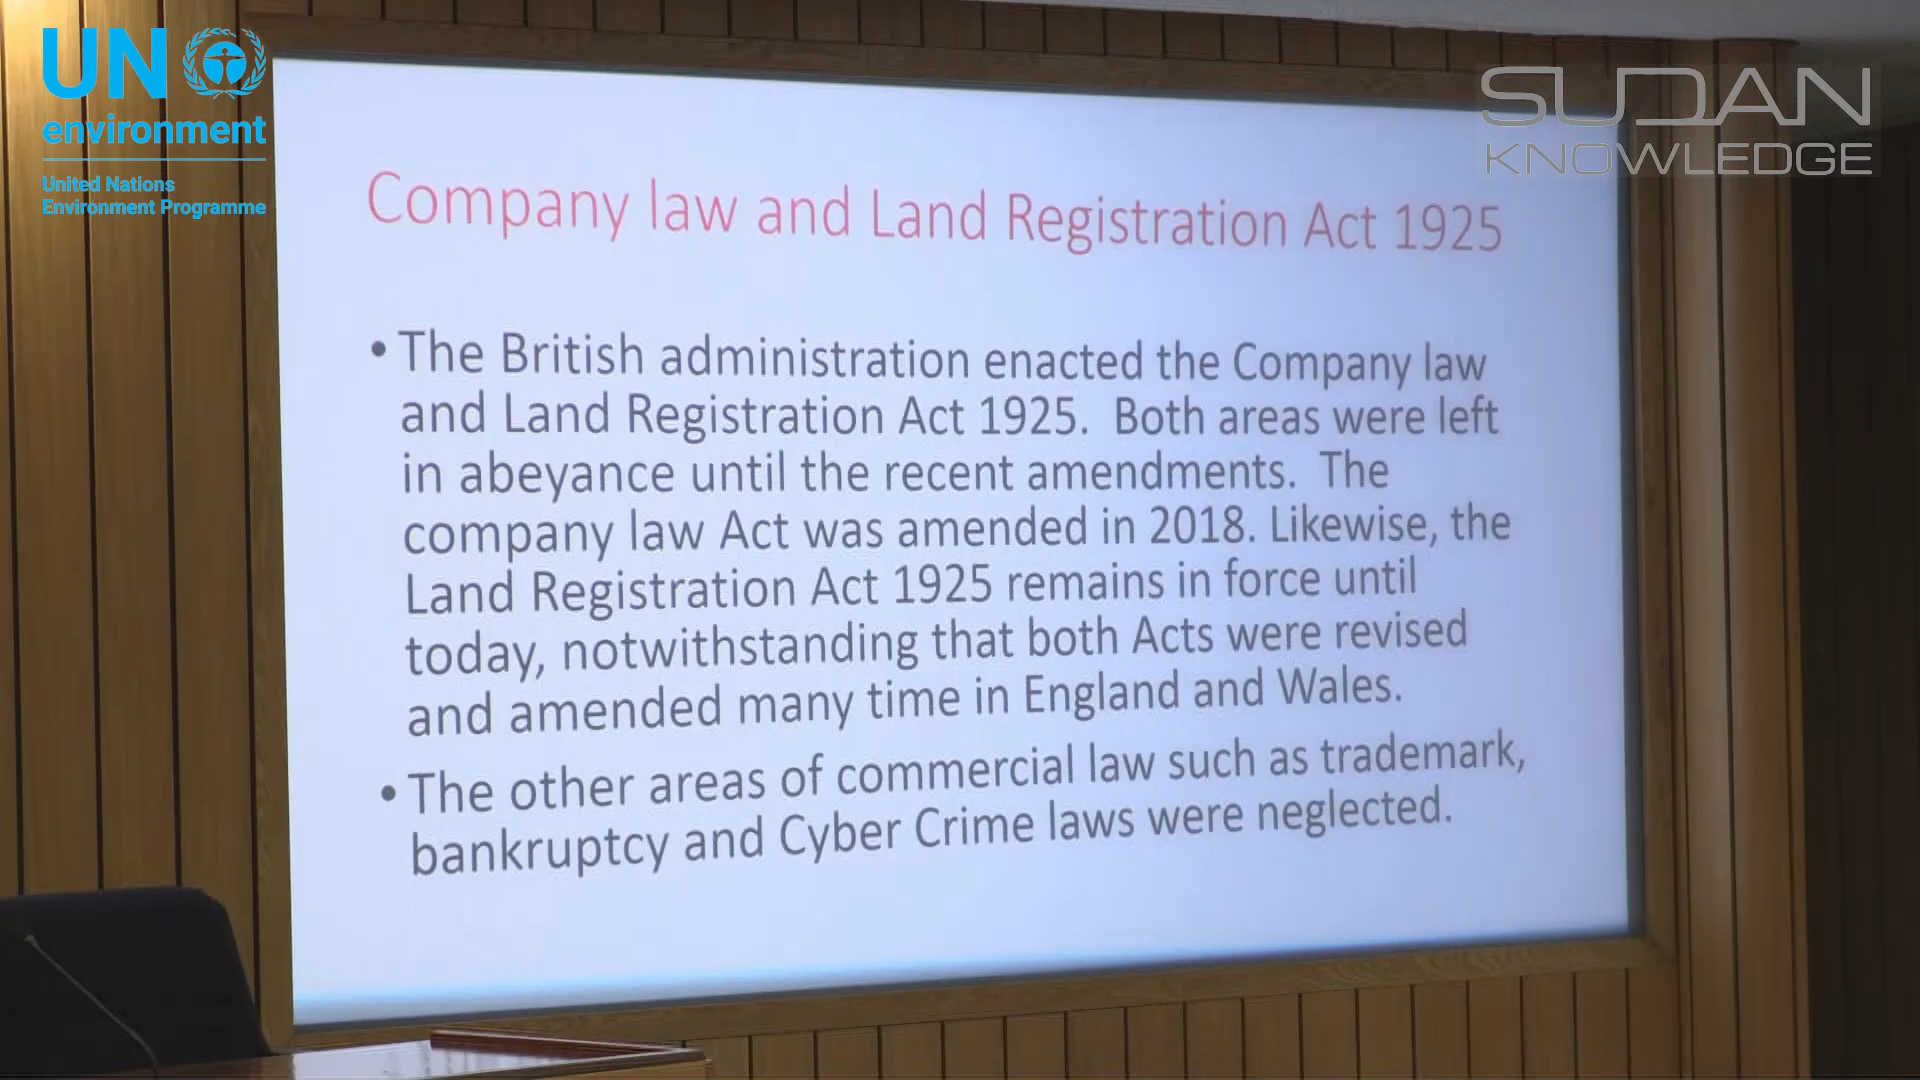 UN
environment
United Nations
Environment Programme
SUDAN
KNOWLEDGE
Company law and Land Registration Act 1925
• The British administration enacted the Company law
and Land Registration Act 1925. Both areas were left
in abeyance until the recent amendments. The
company law Act was amended in 2018. Likewise, the
Land Registration Act 1925 remains in force until
today, notwithstanding that both Acts were revised
and amended many time in England and Wales.
• The other areas of commercial law such as trademark,
bankruptcy and Cyber Crime laws were neglected.